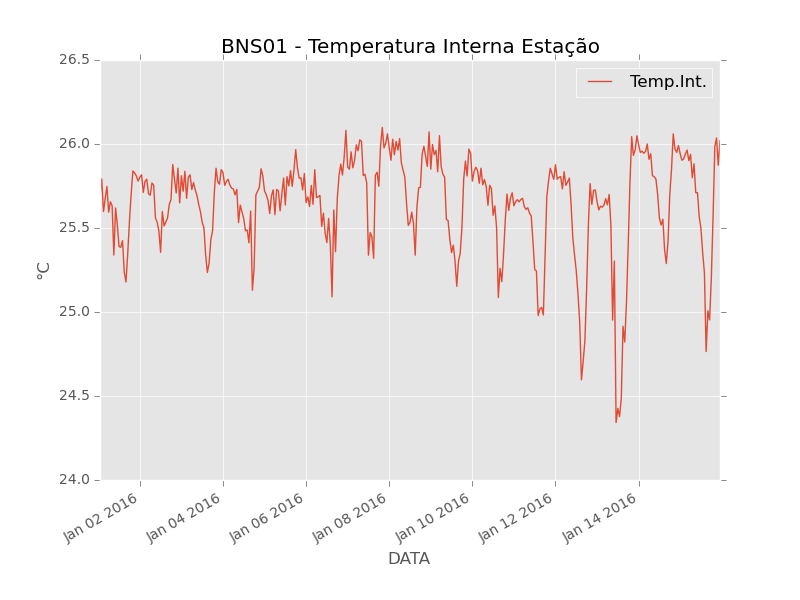 BNS01 - Temperatura Interna Estação
Temp.Int.
26.5
26.0
25.5
25.0
24.5
24.0
°C
Jan 02 2016
Jan 04 2016
Jan 06 2016
Jan 08 2016
Jan 10 2016
Jan 12 2016
Jan 14 2016
DATA